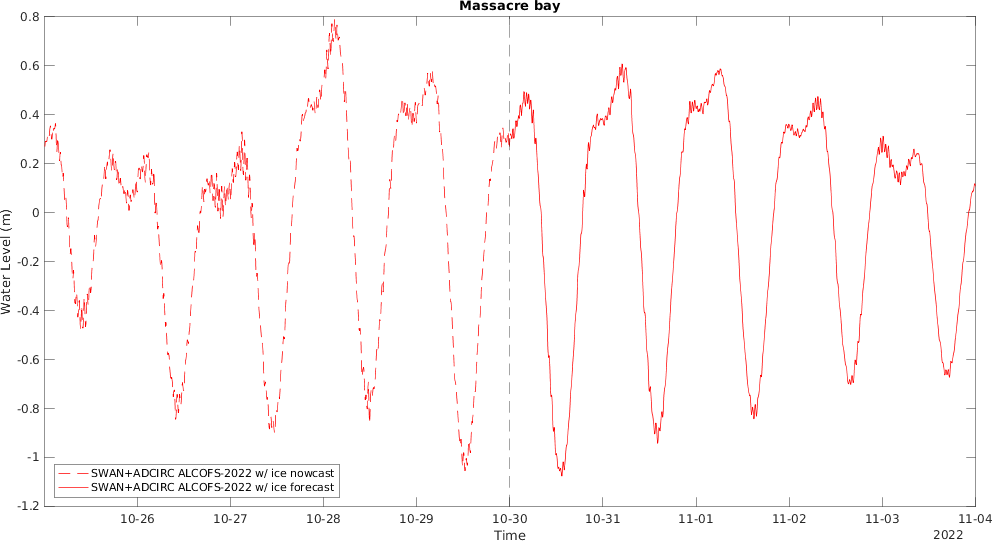 Massacre bay
0.8
0.6
0.4
0.2
0
-0.2
-0.4
-0.6
-0.8
-1
-1.2
Water Level (m)
SWAN+ADCIRC ALCOFS-2022 w/ ice nowcast
SWAN+ADCIRC ALCOFS-2022 w/ ice forecast
10-26 10-27 10-28 10-29 10-30 10-31 11-01 11-02 11-03 11-04
Time
2022